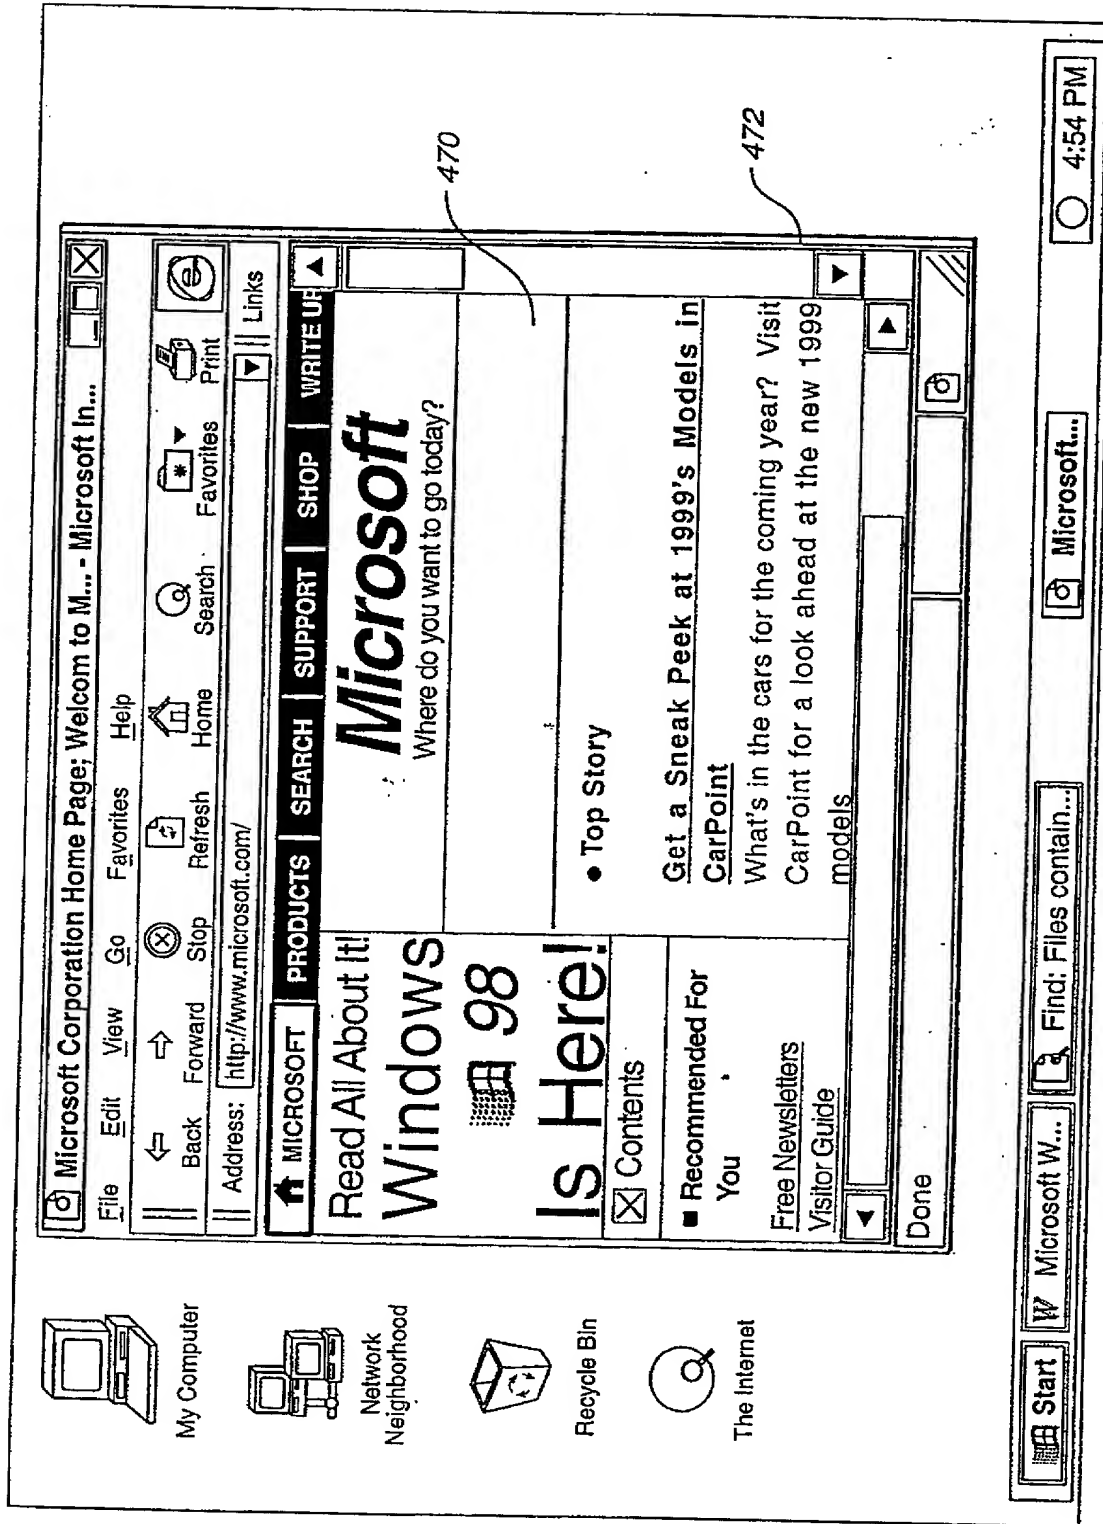 Microsoft Corporation Home Page; Welcom to M... - Microsoft In...
File Edit View Go Favorites Help
Back Forward Stop Refresh Home Search Favorites Print
Address: http://www.microsoft.com/ Links
MICROSOFT PRODUCTS SEARCH SUPPORT SHOP WRITE U
Read All About It!
Windows
98
Is Here!
Contents
Recommended For
You
Free Newsletters
Visitor Guide
Microsoft
Where do you want to go today?
• Top Story
Get a Sneak Peek at 1999's Models in
CarPoint
What's in the cars for the coming year? Visit
CarPoint for a look ahead at the new 1999
models
Done
470
472
My Computer
Network
Neighborhood
Recycle Bin
The Internet
Start W Microsoft W... Find: Files contain... Microsoft... 4:54 PM